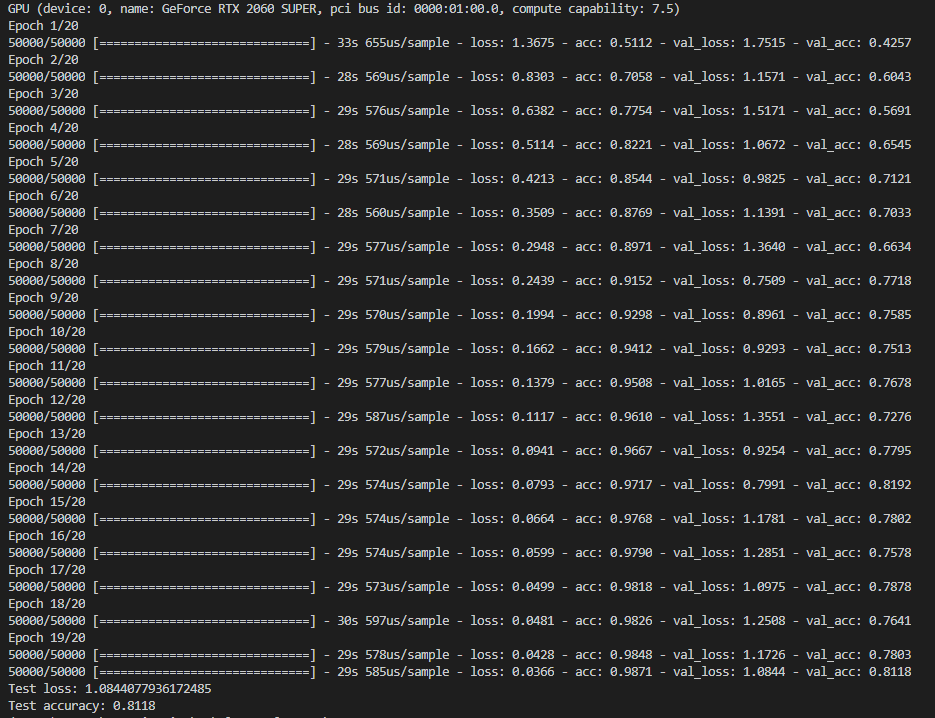 GPU (device: 0, name: GeForce RTX 2060 SUPER, pci bus id: 0000:01:00.0, compute capability: 7.5)
Epoch 1/20
50000/50000 [==============================] - 33s 655us/sample - loss: 1.3675 - acc: 0.5112 - val_loss: 1.7515 - val_acc: 0.4257
Epoch 2/20
50000/50000 [==============================] - 28s 569us/sample - loss: 0.8303 - acc: 0.7058 - val_loss: 1.1571 - val_acc: 0.6043
Epoch 3/20
50000/50000 [==============================] - 29s 576us/sample - loss: 0.6382 - acc: 0.7754 - val_loss: 1.5171 - val_acc: 0.5691
Epoch 4/20
50000/50000 [==============================] - 28s 569us/sample - loss: 0.5114 - acc: 0.8221 - val_loss: 1.0672 - val_acc: 0.6545
Epoch 5/20
50000/50000 [==============================] - 29s 571us/sample - loss: 0.4213 - acc: 0.8544 - val_loss: 0.9825 - val_acc: 0.7121
Epoch 6/20
50000/50000 [==============================] - 28s 560us/sample - loss: 0.3509 - acc: 0.8769 - val_loss: 1.1391 - val_acc: 0.7033
Epoch 7/20
50000/50000 [==============================] - 29s 577us/sample - loss: 0.2948 - acc: 0.8971 - val_loss: 1.3640 - val_acc: 0.6634
Epoch 8/20
50000/50000 [==============================] - 29s 571us/sample - loss: 0.2439 - acc: 0.9152 - val_loss: 0.7509 - val_acc: 0.7718
Epoch 9/20
50000/50000 [==============================] - 29s 570us/sample - loss: 0.1994 - acc: 0.9298 - val_loss: 0.8961 - val_acc: 0.7585
Epoch 10/20
50000/50000 [==============================] - 29s 579us/sample - loss: 0.1662 - acc: 0.9412 - val_loss: 0.9293 - val_acc: 0.7513
Epoch 11/20
50000/50000 [==============================] - 29s 577us/sample - loss: 0.1379 - acc: 0.9508 - val_loss: 1.0165 - val_acc: 0.7678
Epoch 12/20
50000/50000 [==============================] - 29s 587us/sample - loss: 0.1117 - acc: 0.9610 - val_loss: 1.3551 - val_acc: 0.7276
Epoch 13/20
50000/50000 [==============================] - 29s 572us/sample - loss: 0.0941 - acc: 0.9667 - val_loss: 0.9254 - val_acc: 0.7795
Epoch 14/20
50000/50000 [==============================] - 29s 574us/sample - loss: 0.0793 - acc: 0.9717 - val_loss: 0.7991 - val_acc: 0.8192
Epoch 15/20
50000/50000 [==============================] - 29s 574us/sample - loss: 0.0664 - acc: 0.9768 - val_loss: 1.1781 - val_acc: 0.7802
Epoch 16/20
50000/50000 [==============================] - 29s 574us/sample - loss: 0.0599 - acc: 0.9790 - val_loss: 1.2851 - val_acc: 0.7578
Epoch 17/20
50000/50000 [==============================] - 29s 573us/sample - loss: 0.0499 - acc: 0.9818 - val_loss: 1.0975 - val_acc: 0.7878
Epoch 18/20
50000/50000 [==============================] - 30s 597us/sample - loss: 0.0481 - acc: 0.9826 - val_loss: 1.2508 - val_acc: 0.7641
Epoch 19/20
50000/50000 [==============================] - 29s 578us/sample - loss: 0.0428 - acc: 0.9848 - val_loss: 1.1726 - val_acc: 0.7803
50000/50000 [==============================] - 29s 585us/sample - loss: 0.0366 - acc: 0.9871 - val_loss: 1.0844 - val_acc: 0.8118
Test loss: 1.0844077936172485
Test accuracy: 0.8118